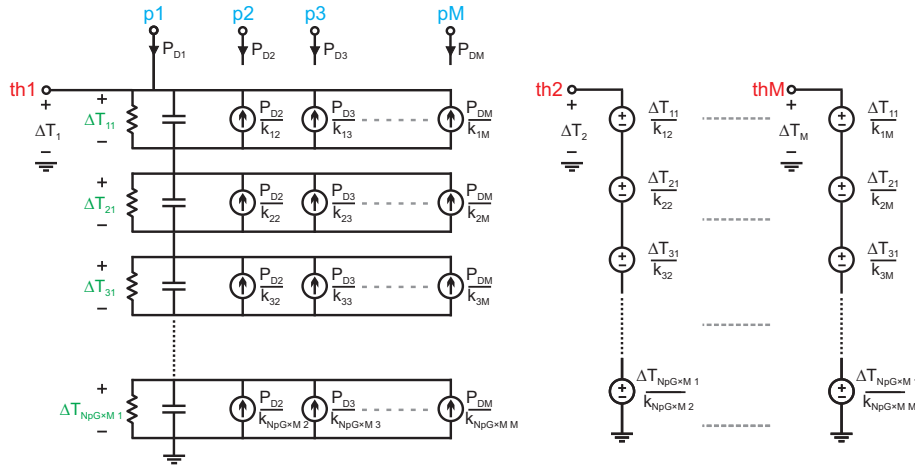 p1 p2 p3 pM
P_D1 P_D2 P_D3 P_DM
th1 th2 thM
+ + + +
ΔT_1 ΔT_11 P_D2/k_12 P_D3/k_13 P_DM/k_1M ΔT_2 ΔT_11/k_12 ΔT_M ΔT_11/k_1M
− − − −
+
ΔT_21 P_D2/k_22 P_D3/k_23 P_DM/k_2M ΔT_21/k_22 ΔT_21/k_2M
−
+
ΔT_31 P_D2/k_32 P_D3/k_33 P_DM/k_3M ΔT_31/k_32 ΔT_31/k_3M
−
+
ΔT_NpG×M 1 P_D2/k_NpG×M 2 P_D3/k_NpG×M 3 P_DM/k_NpG×M M ΔT_NpG×M 1/k_NpG×M 2 ΔT_NpG×M 1/k_NpG×M M
−